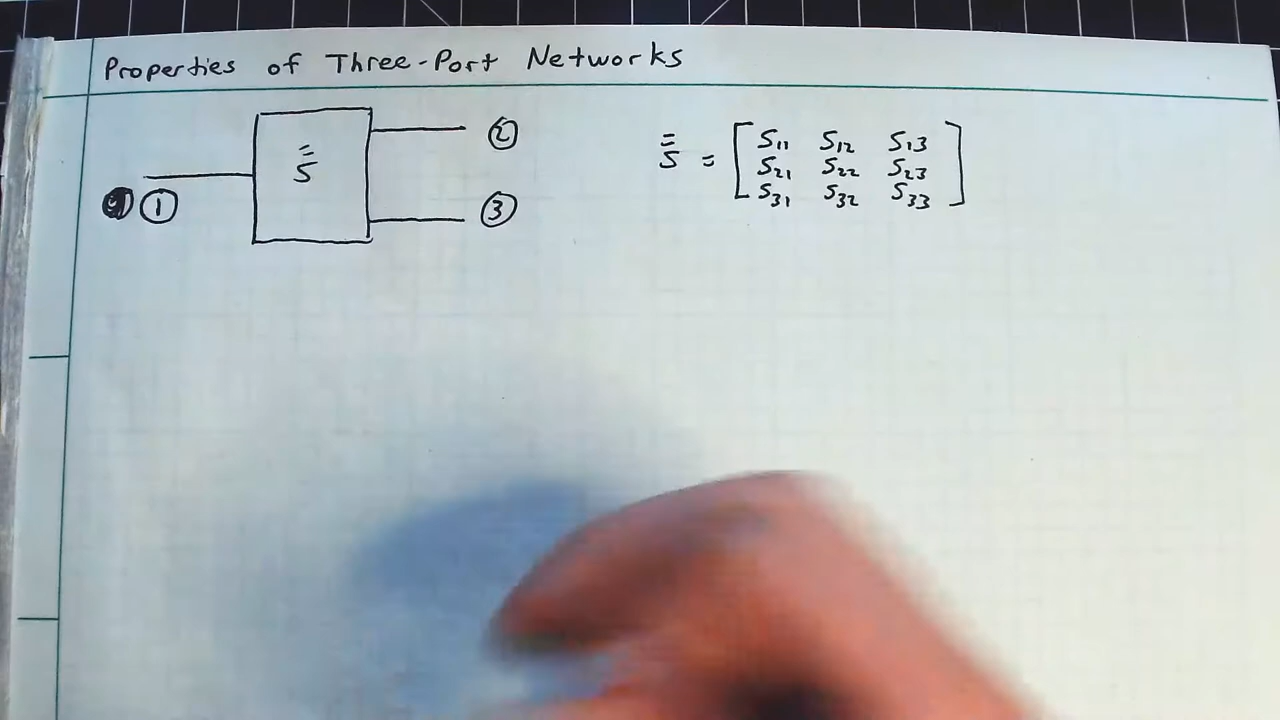 Properties of Three-Port Networks
S
①
②
③
S = [ S11 S12 S13
S21 S22 S23
S31 S32 S33 ]